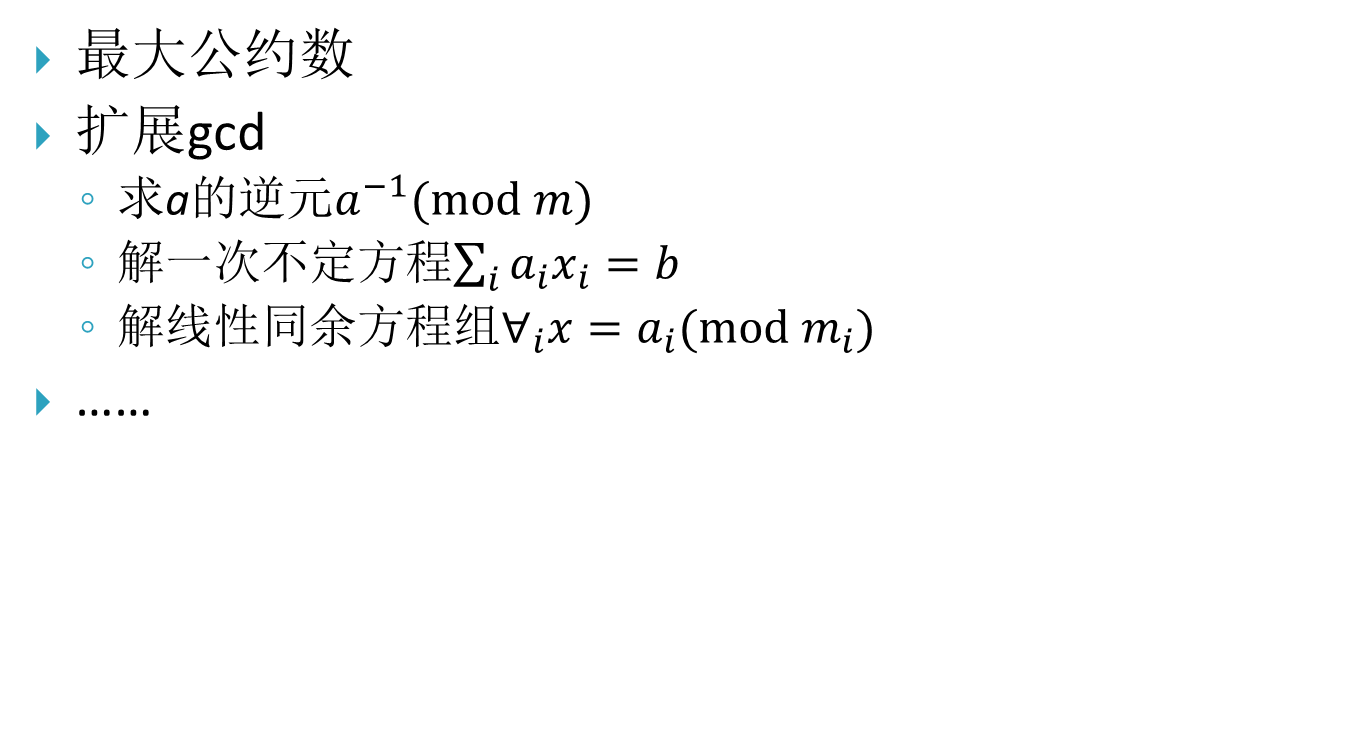 最大公约数
扩展gcd
求a的逆元a⁻¹(mod m)
解一次不定方程∑ᵢ aᵢxᵢ = b
解线性同余方程组∀ᵢx = aᵢ(mod mᵢ)
……